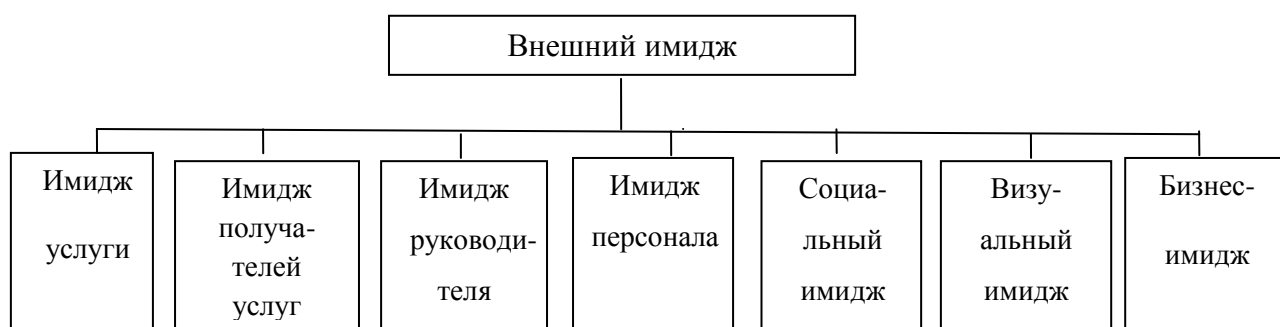 Внешний имидж
Имидж
услуги
Имидж
получа-
телей
услуг
Имидж
руководи-
теля
Имидж
персонала
Социа-
льный
имидж
Визу-
альный
имидж
Бизнес-
имидж